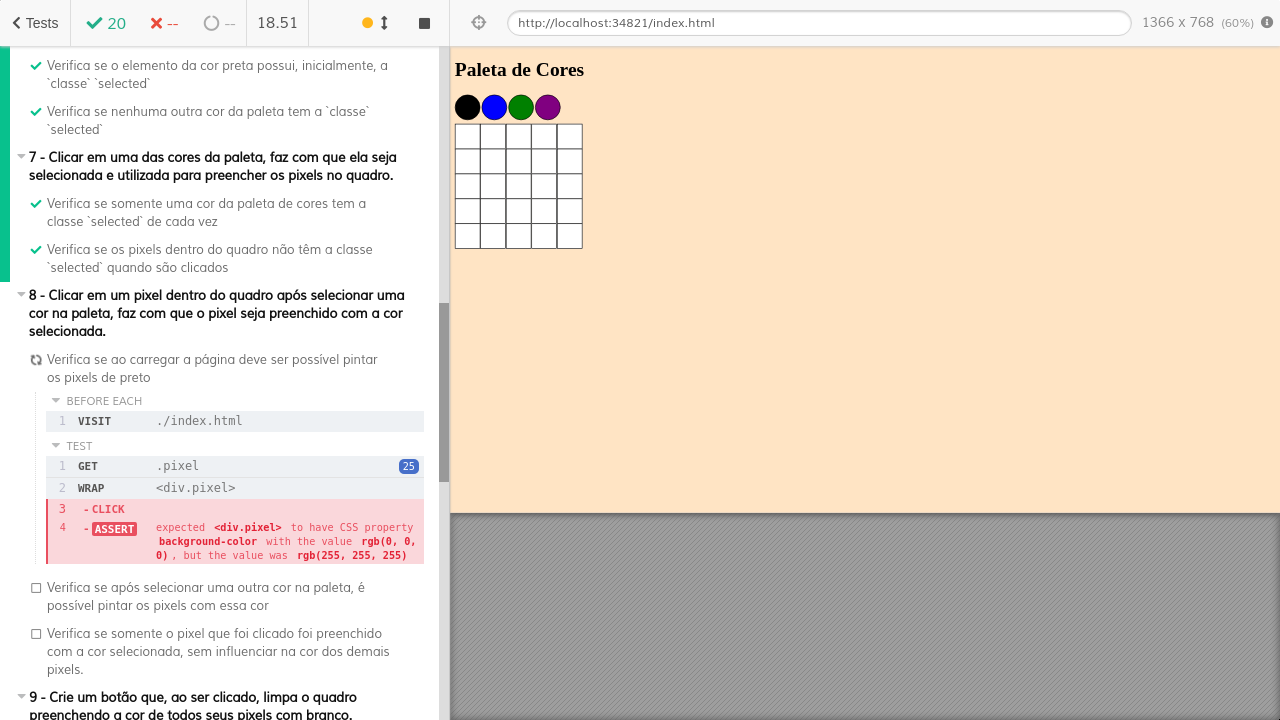 Tests
20
--
--
18.51
http://localhost:34821/index.html
1366 x 768 (60%)
Verifica se o elemento da cor preta possui, inicialmente, a
`classe` `selected`
Verifica se nenhuma outra cor da paleta tem a `classe`
`selected`
7 - Clicar em uma das cores da paleta, faz com que ela seja
selecionada e utilizada para preencher os pixels no quadro.
Verifica se somente uma cor da paleta de cores tem a
classe `selected` de cada vez
Verifica se os pixels dentro do quadro não têm a classe
`selected` quando são clicados
8 - Clicar em um pixel dentro do quadro após selecionar uma
cor na paleta, faz com que o pixel seja preenchido com a cor
selecionada.
Verifica se ao carregar a página deve ser possível pintar
os pixels de preto
BEFORE EACH
1 VISIT ./index.html
TEST
1 GET .pixel 25
2 WRAP <div.pixel>
3 -CLICK
4 -ASSERT expected <div.pixel> to have CSS property
background-color with the value rgb(0, 0,
0), but the value was rgb(255, 255, 255)
Verifica se após selecionar uma outra cor na paleta, é
possível pintar os pixels com essa cor
Verifica se somente o pixel que foi clicado foi preenchido
com a cor selecionada, sem influenciar na cor dos demais
pixels.
9 - Crie um botão que, ao ser clicado, limpa o quadro
preenchendo a cor de todos seus pixels com branco.
Paleta de Cores